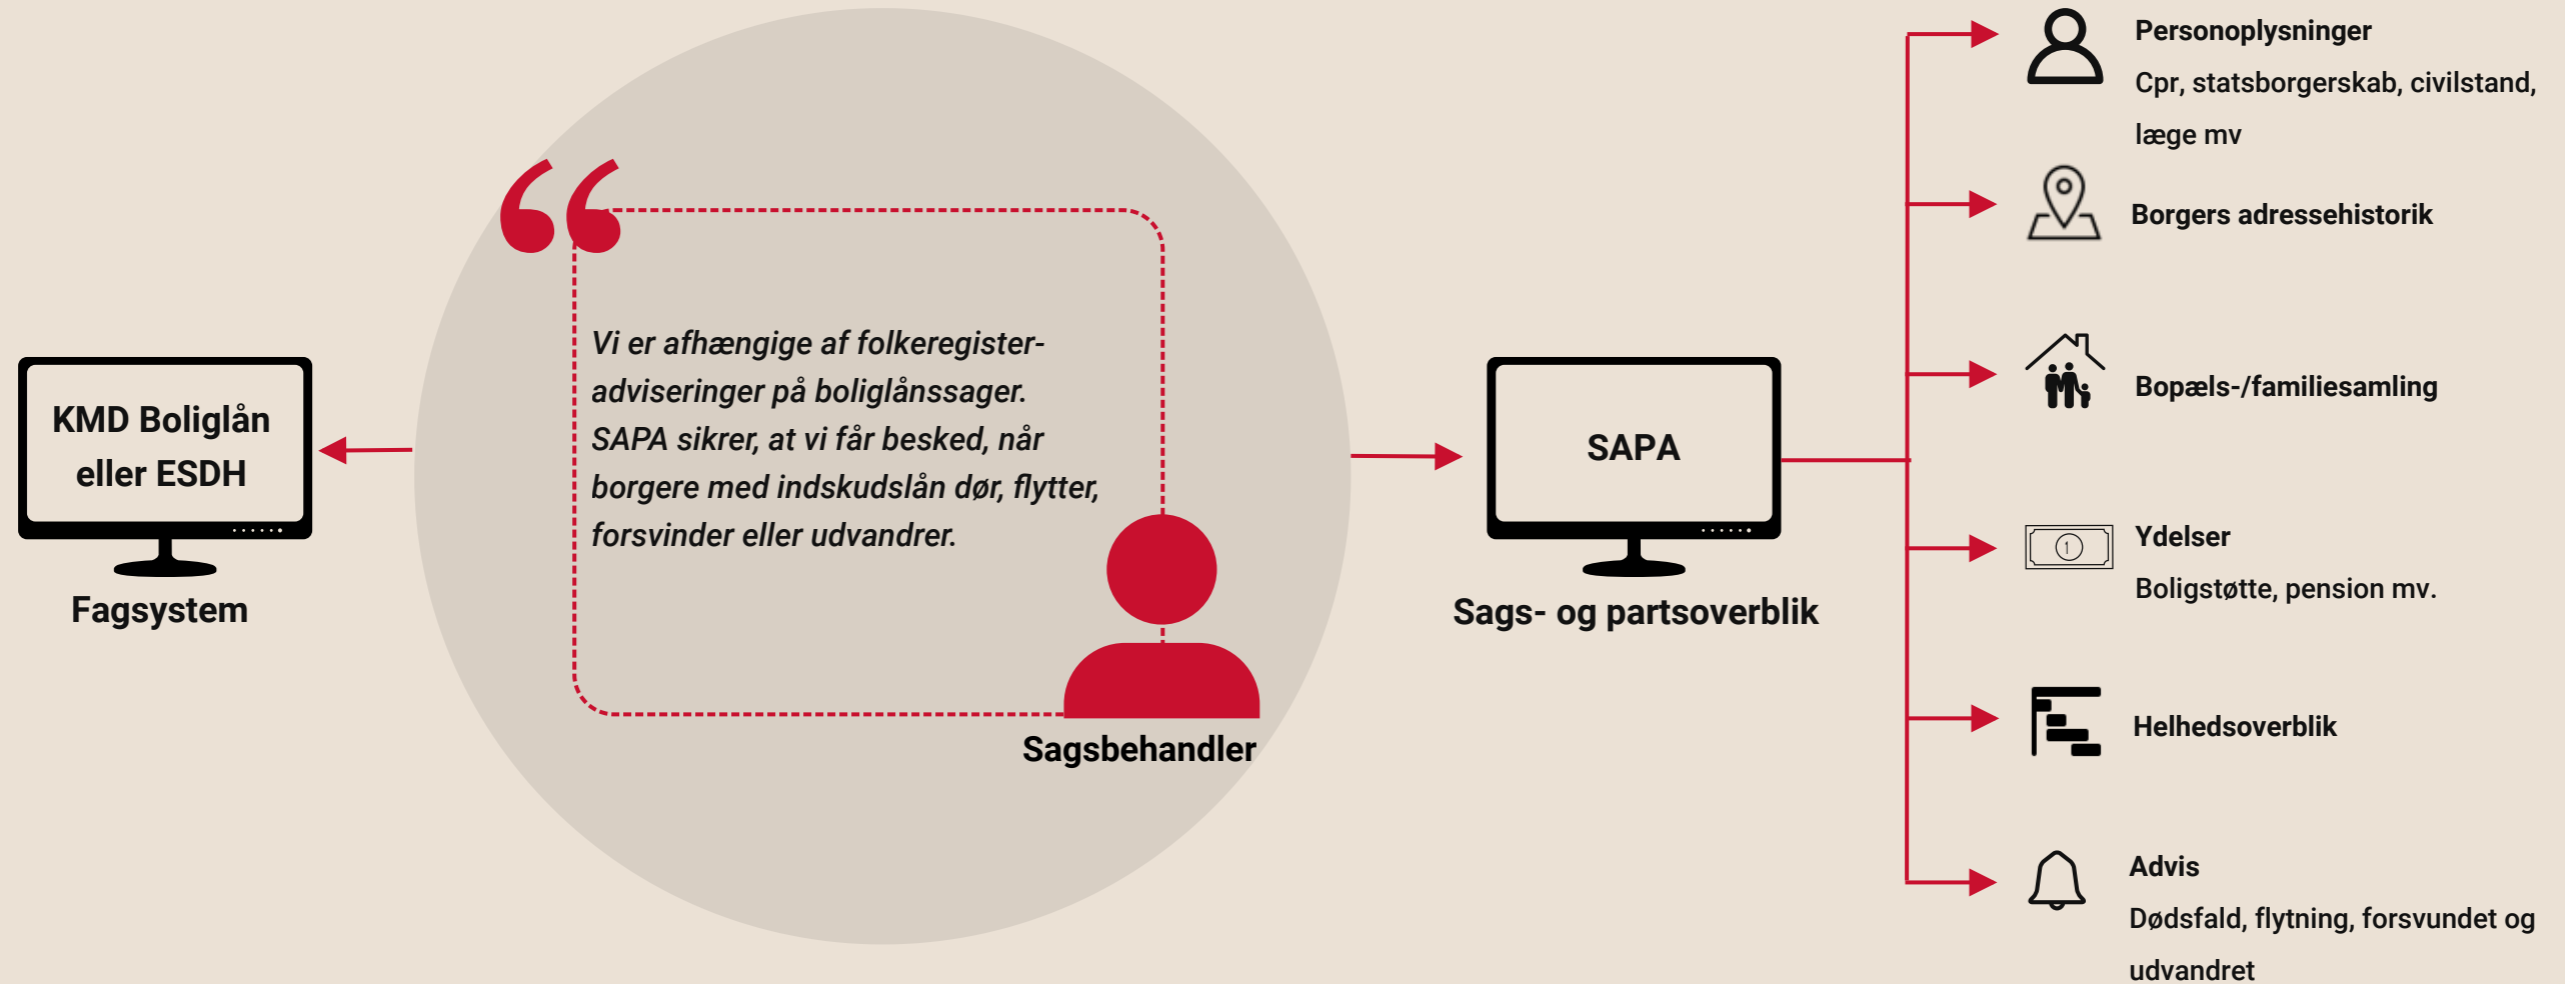 KMD Boliglån
eller ESDH
Fagsystem
Vi er afhængige af folkeregister-
adviseringer på boliglånssager.
SAPA sikrer, at vi får besked, når
borgere med indskudslån dør, flytter,
forsvinder eller udvandrer.
Sagsbehandler
SAPA
Sags- og partsoverblik
Personoplysninger
Cpr, statsborgerskab, civilstand,
læge mv
Borgers adressehistorik
Bopæls-/familiesamling
1
Ydelser
Boligstøtte, pension mv.
Helhedsoverblik
Advis
Dødsfald, flytning, forsvundet og
udvandret